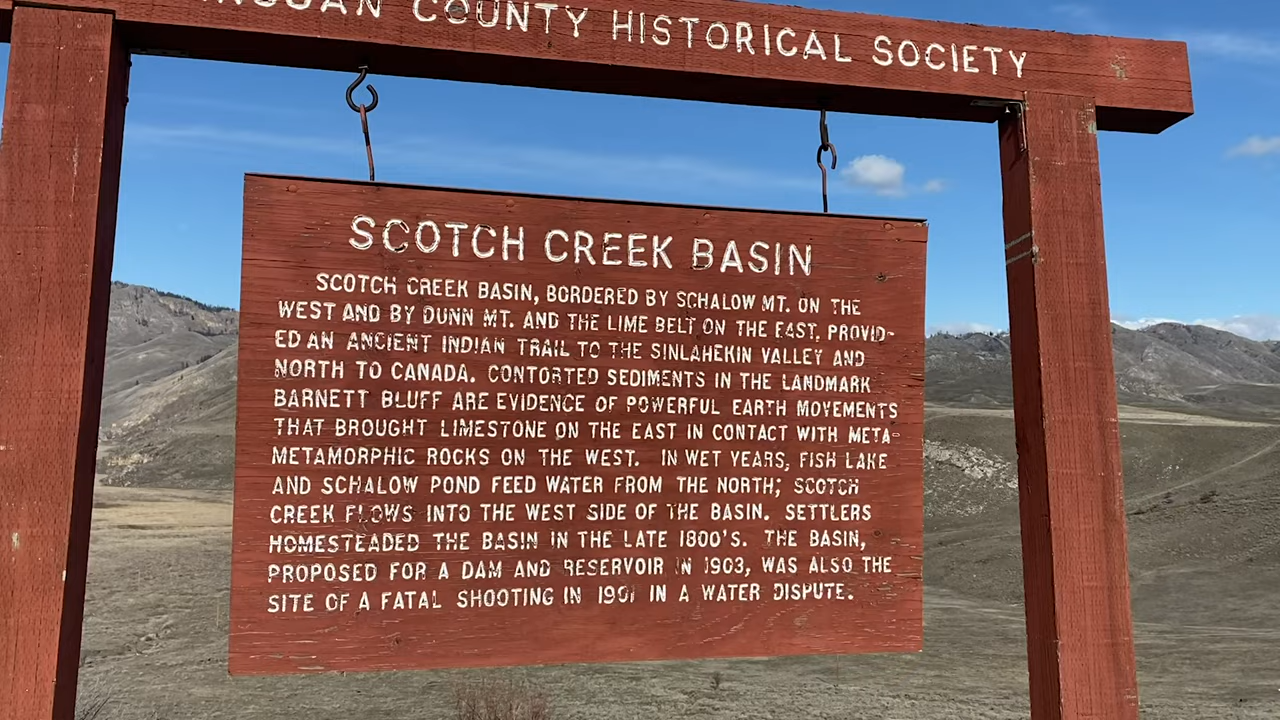 COUNTY HISTORICAL SOCIETY
SCOTCH CREEK BASIN
SCOTCH CREEK BASIN, BORDERED BY SCHALOW MT. ON THE
WEST AND BY DUNN MT. AND THE LIME BELT ON THE EAST, PROVID-
ED AN ANCIENT INDIAN TRAIL TO THE SINLAHEKIN VALLEY AND
NORTH TO CANADA. CONTORTED SEDIMENTS IN THE LANDMARK
BARNETT BLUFF ARE EVIDENCE OF POWERFUL EARTH MOVEMENTS
THAT BROUGHT LIMESTONE ON THE EAST IN CONTACT WITH META-
METAMORPHIC ROCKS ON THE WEST. IN WET YEARS, FISH LAKE
AND SCHALOW POND FEED WATER FROM THE NORTH; SCOTCH
CREEK FLOWS INTO THE WEST SIDE OF THE BASIN. SETTLERS
HOMESTEADED THE BASIN IN THE LATE 1800'S. THE BASIN,
PROPOSED FOR A DAM AND RESERVOIR IN 1903, WAS ALSO THE
SITE OF A FATAL SHOOTING IN 1901 IN A WATER DISPUTE.